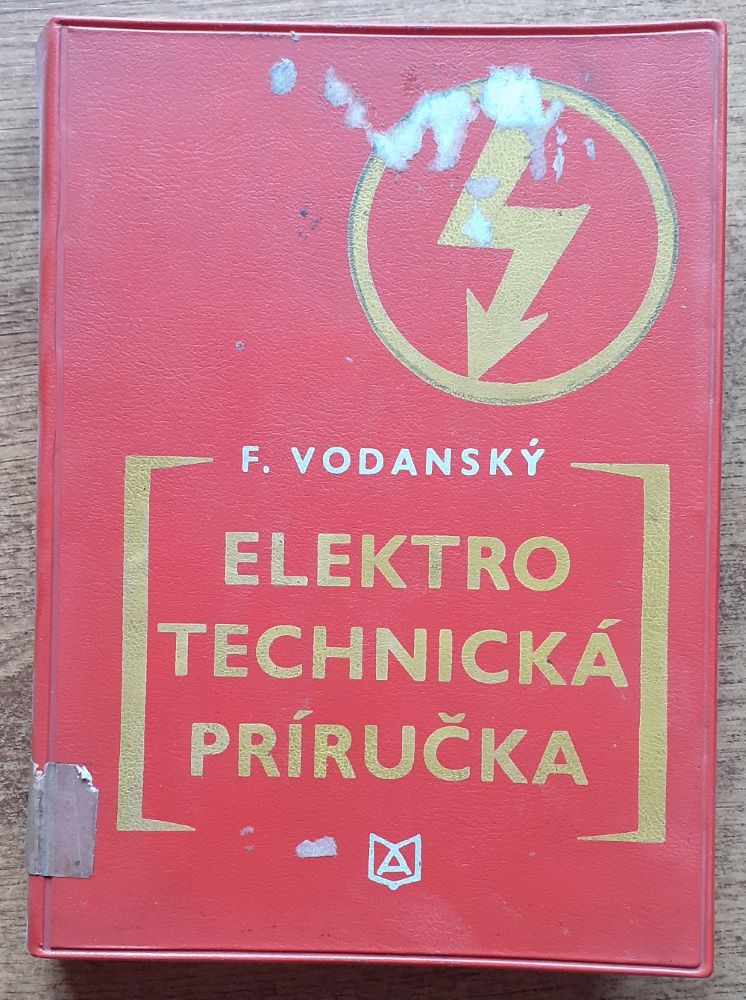 F. VODANSKÝ
ELEKTRO
TECHNICKÁ
PRÍRUČKA